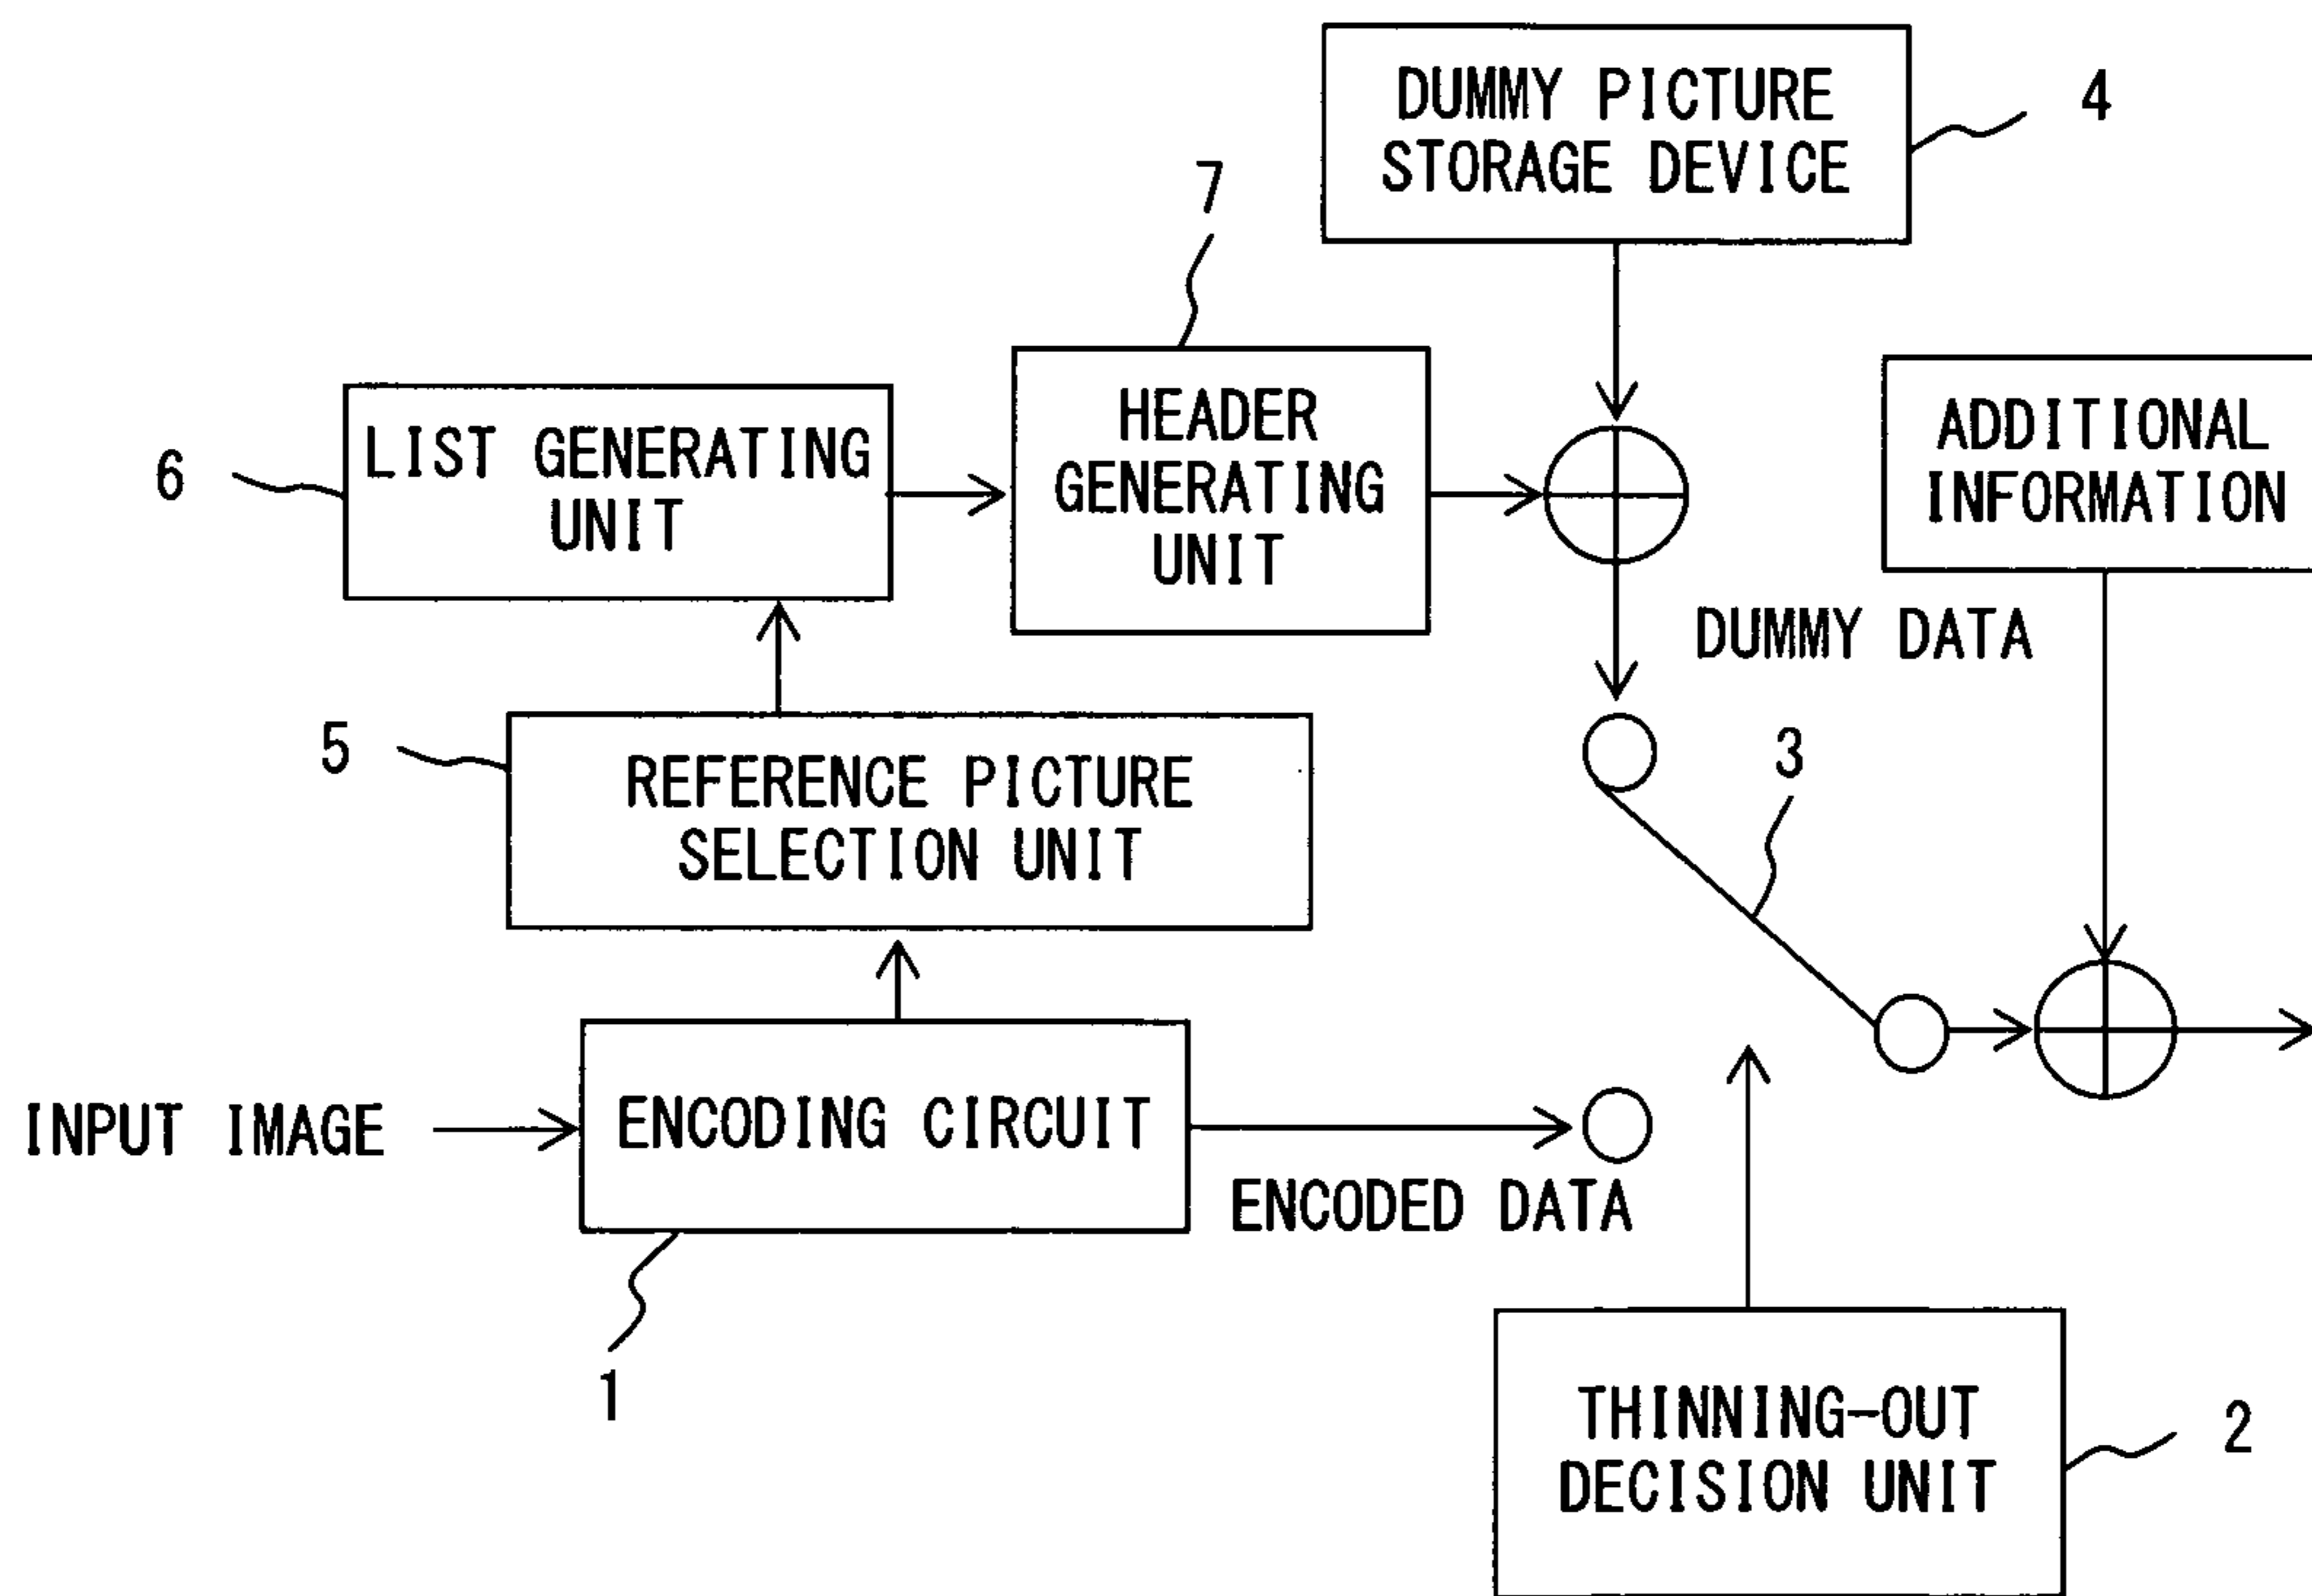 DUMMY PICTURE
STORAGE DEVICE
4
7
HEADER
GENERATING
UNIT
ADDITIONAL
INFORMATION
6
LIST GENERATING
UNIT
DUMMY DATA
5
REFERENCE PICTURE
SELECTION UNIT
3
INPUT IMAGE
ENCODING CIRCUIT
ENCODED DATA
1
THINNING-OUT
DECISION UNIT
2